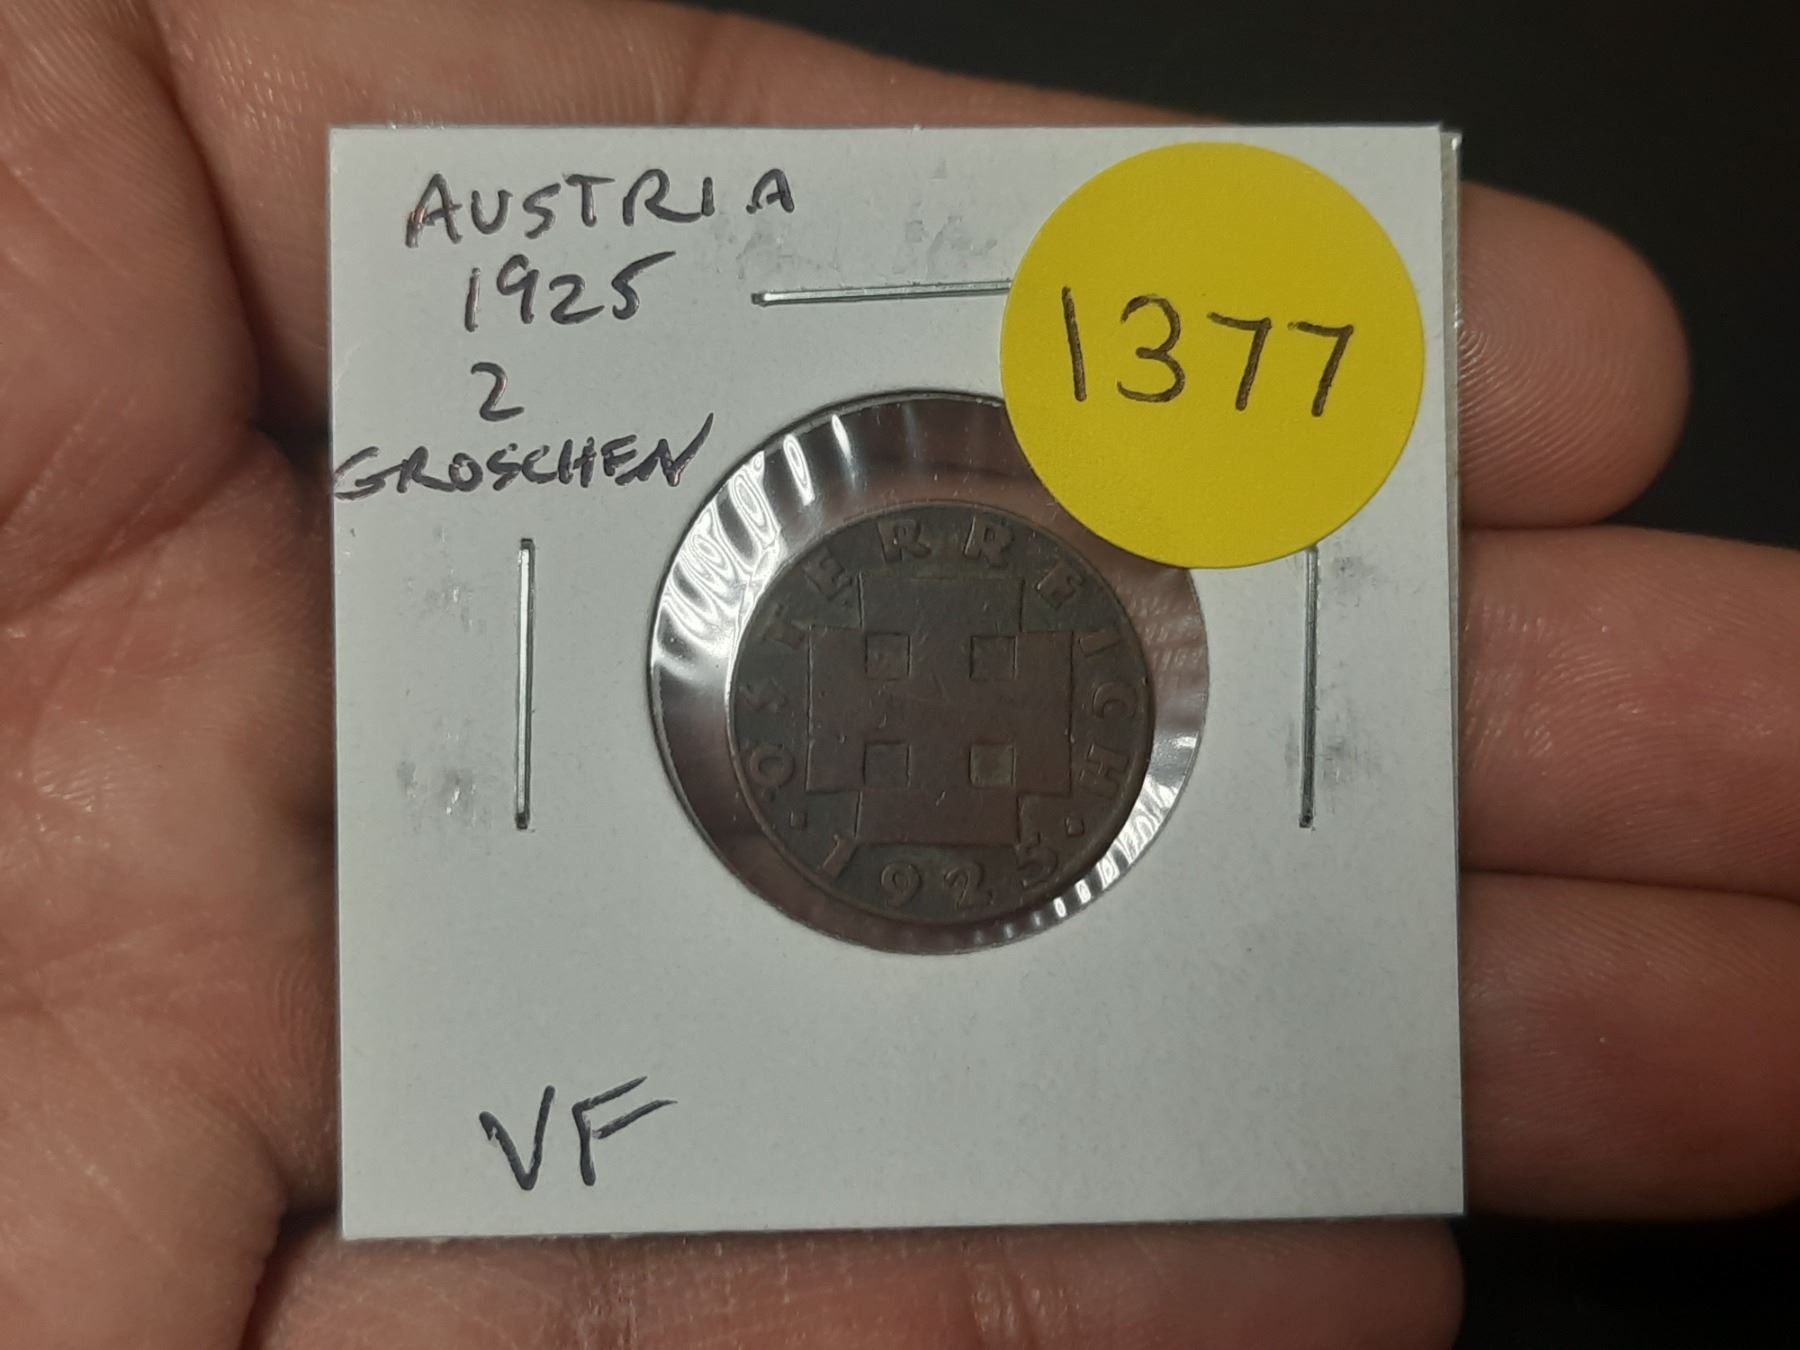 AUSTRIA
1925
2
GROSCHEN
1377
ÖSTERREICH
· 1925 ·
VF